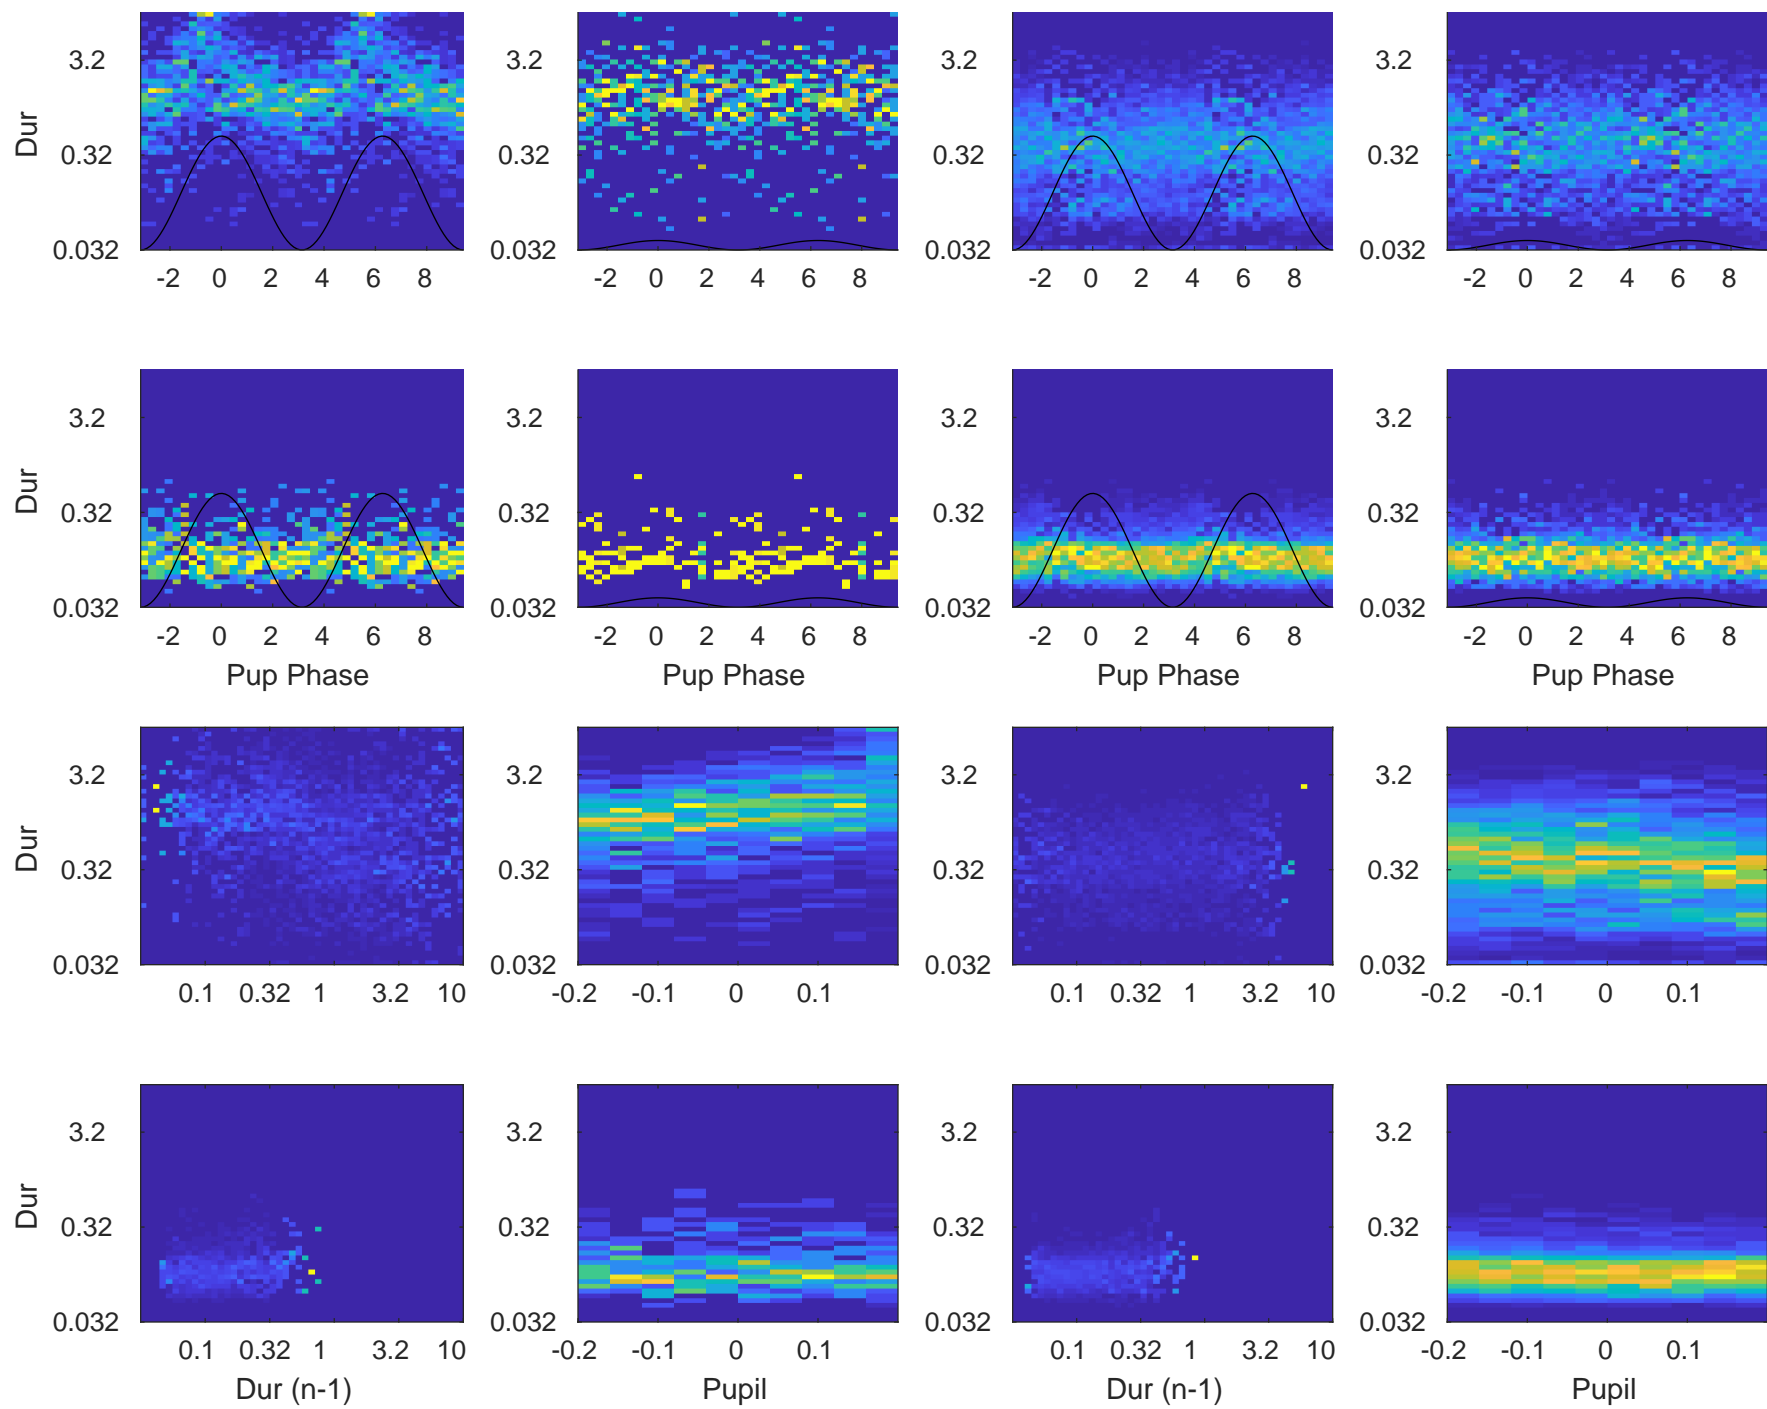 3.2 3.2 3.2 3.2
Dur
0.32 0.32 0.32 0.32
0.032 0.032 0.032 0.032
-2 0 2 4 6 8 -2 0 2 4 6 8 -2 0 2 4 6 8 -2 0 2 4 6 8
3.2 3.2 3.2 3.2
Dur
0.32 0.32 0.32 0.32
0.032 0.032 0.032 0.032
-2 0 2 4 6 8 -2 0 2 4 6 8 -2 0 2 4 6 8 -2 0 2 4 6 8
Pup Phase Pup Phase Pup Phase Pup Phase
3.2 3.2 3.2 3.2
Dur
0.32 0.32 0.32 0.32
0.032 0.032 0.032 0.032
0.1 0.32 1 3.2 10 -0.2 -0.1 0 0.1 0.1 0.32 1 3.2 10 -0.2 -0.1 0 0.1
3.2 3.2 3.2 3.2
Dur
0.32 0.32 0.32 0.32
0.032 0.032 0.032 0.032
0.1 0.32 1 3.2 10 -0.2 -0.1 0 0.1 0.1 0.32 1 3.2 10 -0.2 -0.1 0 0.1
Dur (n-1) Pupil Dur (n-1) Pupil